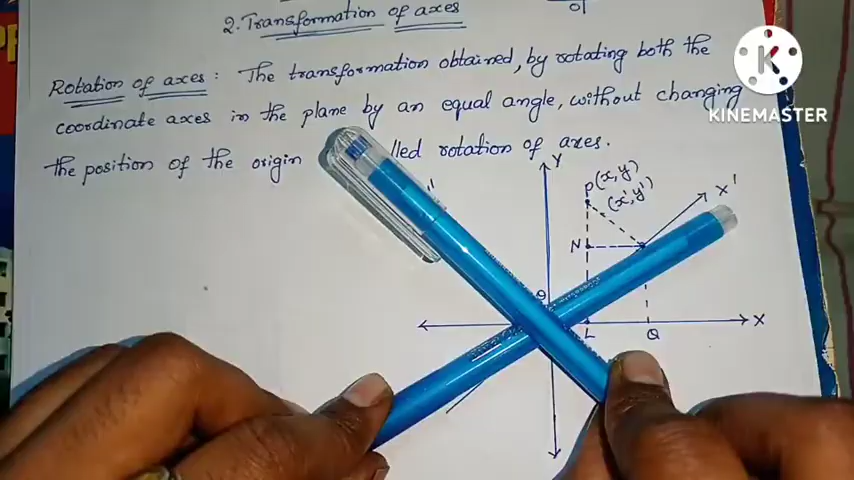 2. Transformation of axes
Rotation of axes : The transformation obtained, by rotating both the
coordinate axes in the plane by an equal angle, without changing
the position of the origin lled rotation of axes.
K
KINEMASTER
Y
P(x, y)
(x', y')
X'
N
O
X
L
Q